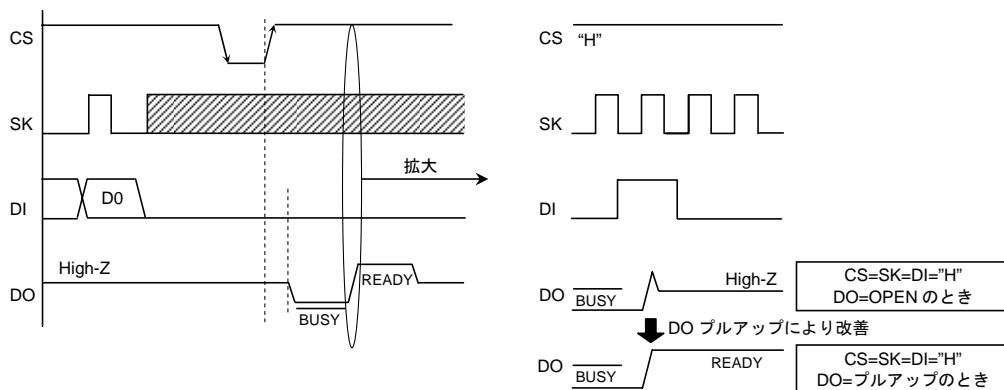 CS
SK
DI
D0
拡大
High-Z
DO
BUSY
READY
CS "H"
SK
DI
DO
BUSY
High-Z
CS=SK=DI="H"
DO=OPEN のとき
DO プルアップにより改善
DO
BUSY
READY
CS=SK=DI="H"
DO=プルアップのとき